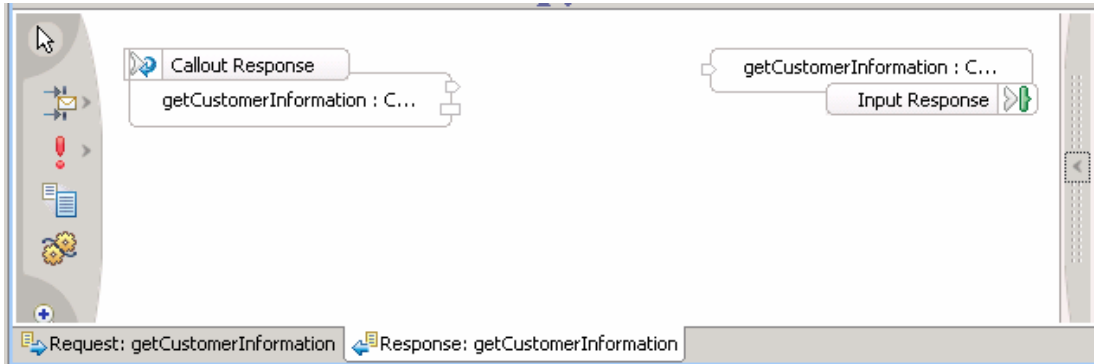 Callout Response
getCustomerInformation : C...
getCustomerInformation : C...
Input Response
Request: getCustomerInformation
Response: getCustomerInformation